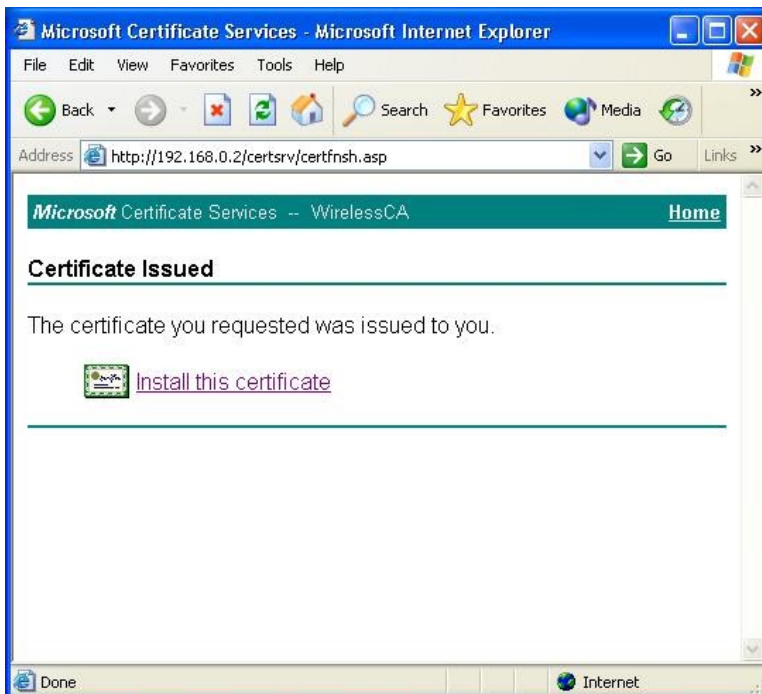 Microsoft Certificate Services - Microsoft Internet Explorer
File Edit View Favorites Tools Help
Back Search Favorites Media »
Address http://192.168.0.2/certsrv/certfnsh.asp Go Links »
Microsoft Certificate Services -- WirelessCA Home
Certificate Issued
The certificate you requested was issued to you.
Install this certificate
Done Internet